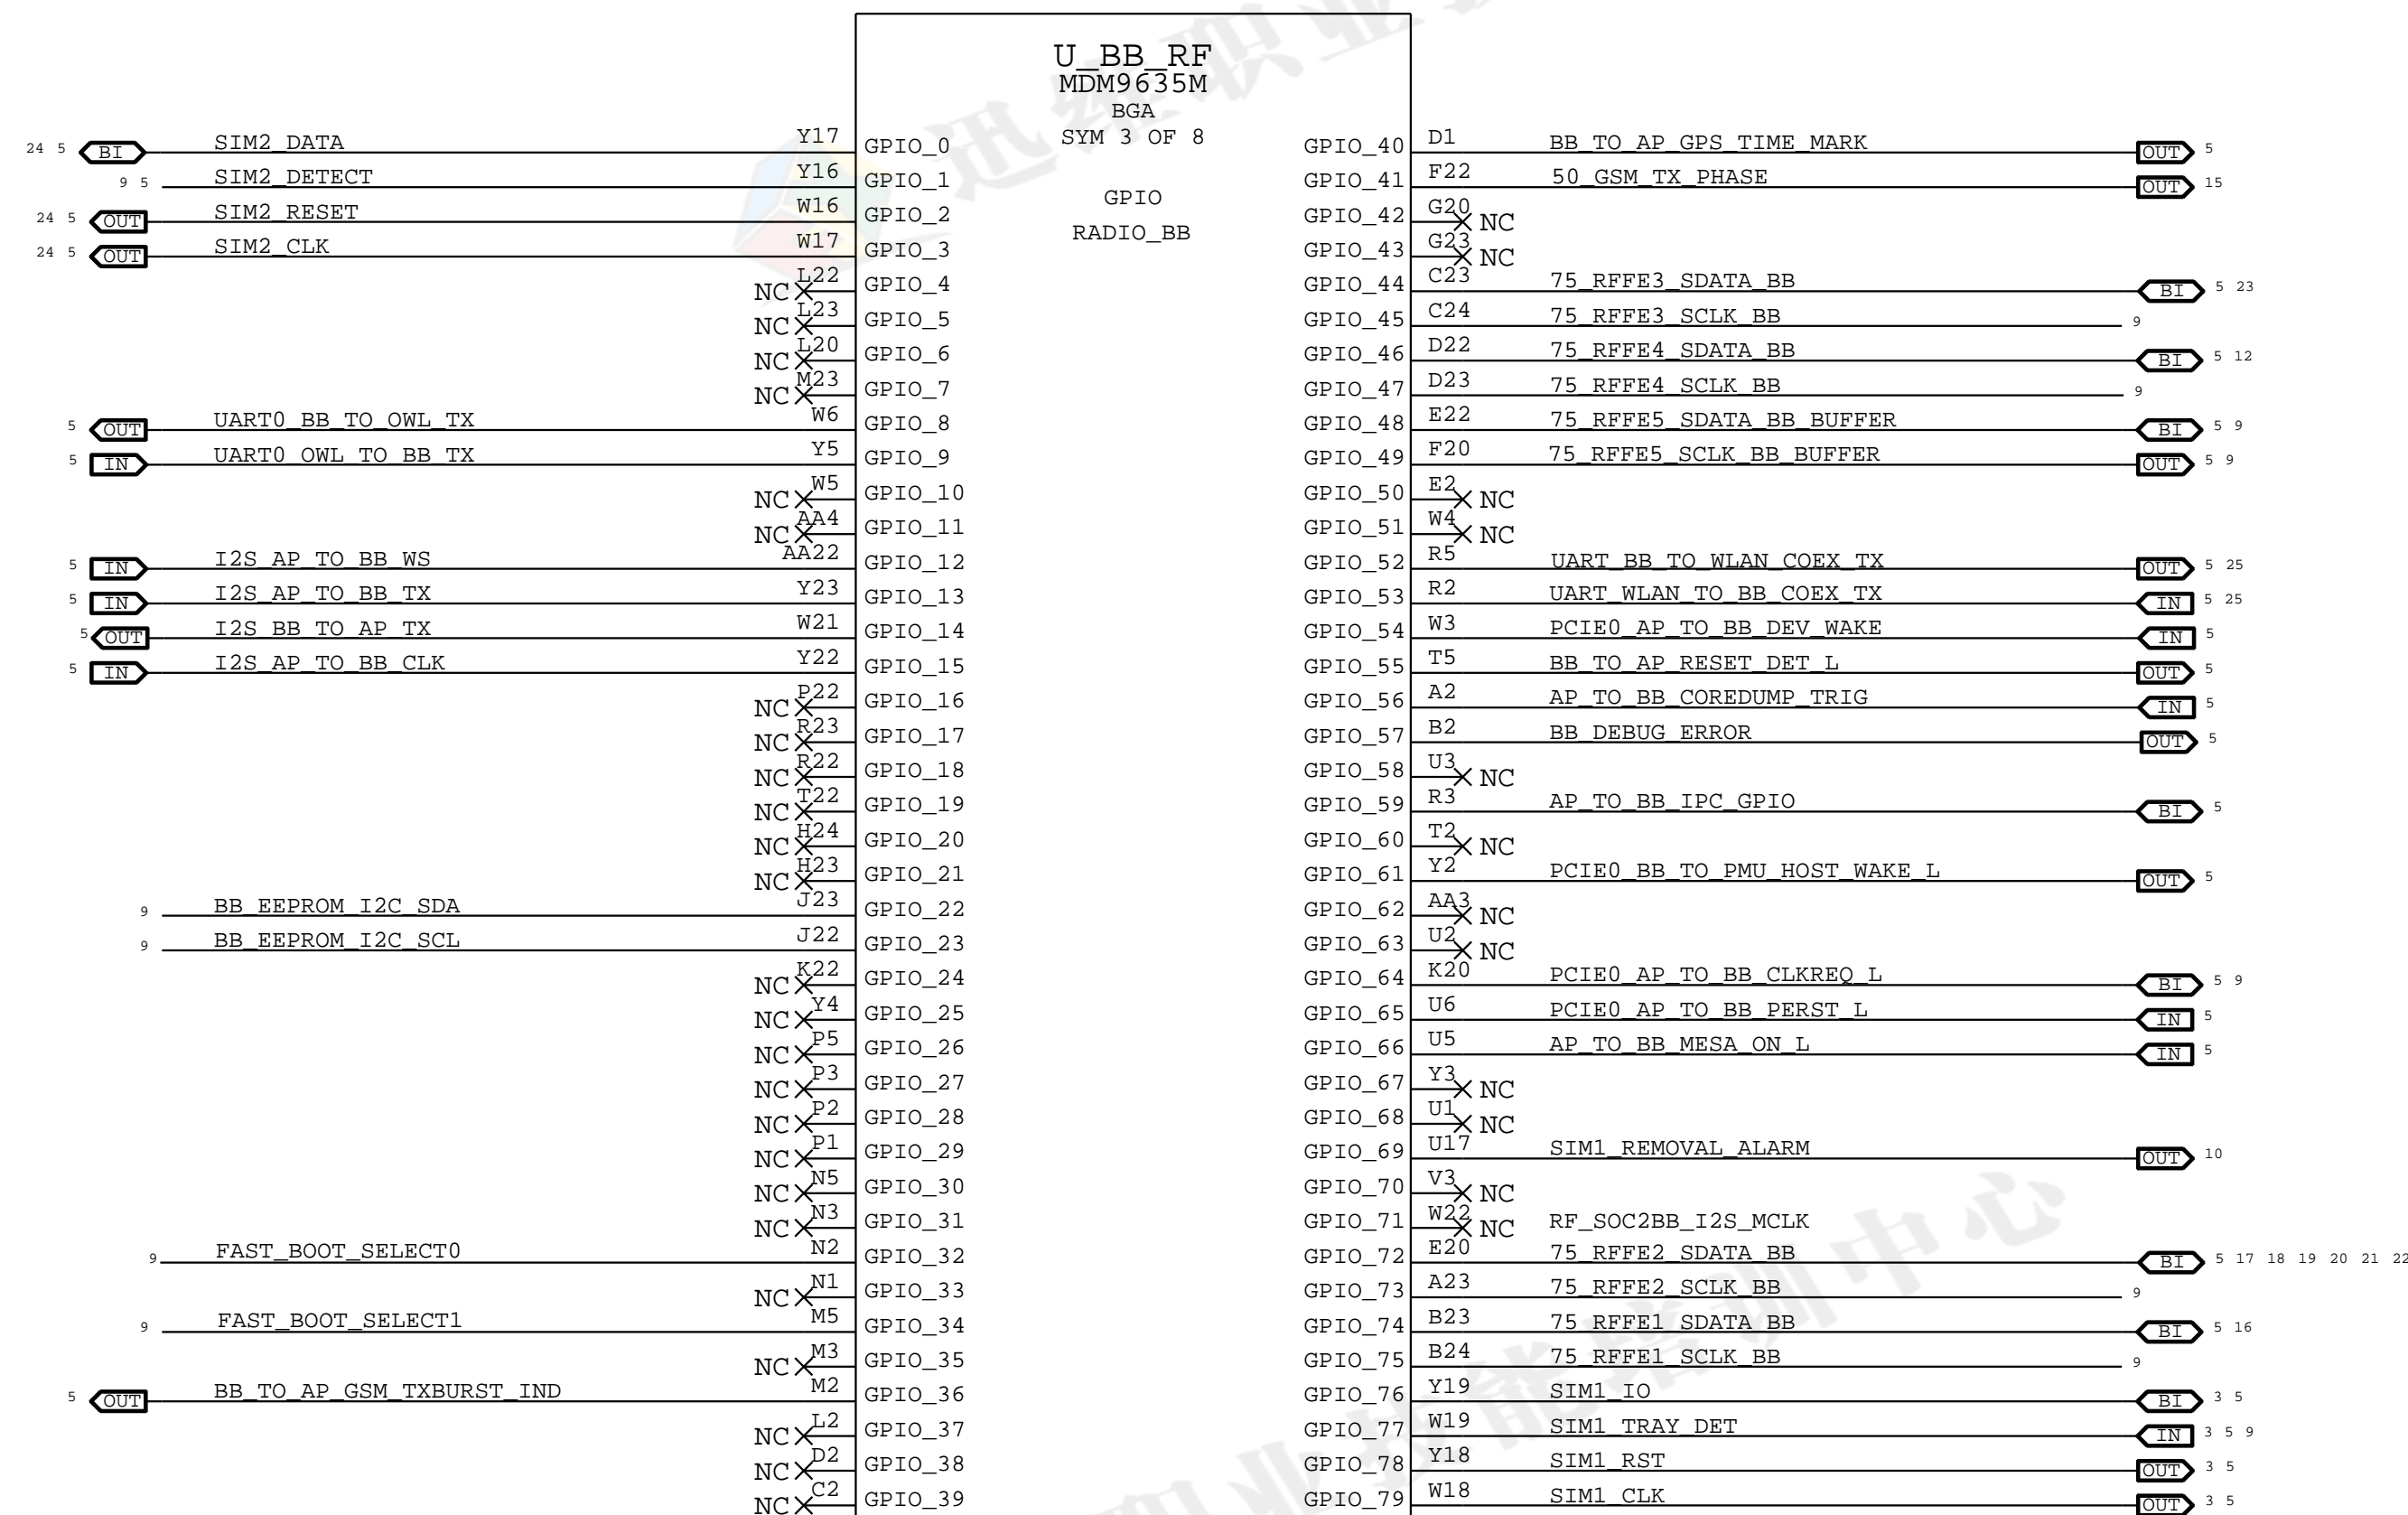 U_BB_RF
MDM9635M
BGA
SYM 3 OF 8
GPIO
RADIO_BB
24 5 BI SIM2_DATA Y17 GPIO_0
9 5 SIM2_DETECT Y16 GPIO_1
24 5 OUT SIM2_RESET W16 GPIO_2
24 5 OUT SIM2_CLK W17 GPIO_3
NC L22 GPIO_4
NC L23 GPIO_5
NC L20 GPIO_6
NC M23 GPIO_7
5 OUT UART0_BB_TO_OWL_TX W6 GPIO_8
5 IN UART0_OWL_TO_BB_TX Y5 GPIO_9
NC W5 GPIO_10
NC AA4 GPIO_11
5 IN I2S_AP_TO_BB_WS AA22 GPIO_12
5 IN I2S_AP_TO_BB_TX Y23 GPIO_13
5 OUT I2S_BB_TO_AP_TX W21 GPIO_14
5 IN I2S_AP_TO_BB_CLK Y22 GPIO_15
NC P22 GPIO_16
NC R23 GPIO_17
NC R22 GPIO_18
NC T22 GPIO_19
NC H24 GPIO_20
NC H23 GPIO_21
9 BB_EEPROM_I2C_SDA J23 GPIO_22
9 BB_EEPROM_I2C_SCL J22 GPIO_23
NC K22 GPIO_24
NC Y4 GPIO_25
NC P5 GPIO_26
NC P3 GPIO_27
NC P2 GPIO_28
NC P1 GPIO_29
NC N5 GPIO_30
NC N3 GPIO_31
9 FAST_BOOT_SELECT0 N2 GPIO_32
NC N1 GPIO_33
9 FAST_BOOT_SELECT1 M5 GPIO_34
NC M3 GPIO_35
5 OUT BB_TO_AP_GSM_TXBURST_IND M2 GPIO_36
NC L2 GPIO_37
NC D2 GPIO_38
NC C2 GPIO_39
GPIO_40 D1 BB_TO_AP_GPS_TIME_MARK OUT 5
GPIO_41 F22 50_GSM_TX_PHASE OUT 15
GPIO_42 G20 NC
GPIO_43 G23 NC
GPIO_44 C23 75_RFFE3_SDATA_BB BI 5 23
GPIO_45 C24 75_RFFE3_SCLK_BB 9
GPIO_46 D22 75_RFFE4_SDATA_BB BI 5 12
GPIO_47 D23 75_RFFE4_SCLK_BB 9
GPIO_48 E22 75_RFFE5_SDATA_BB_BUFFER BI 5 9
GPIO_49 F20 75_RFFE5_SCLK_BB_BUFFER OUT 5 9
GPIO_50 E2 NC
GPIO_51 W4 NC
GPIO_52 R5 UART_BB_TO_WLAN_COEX_TX OUT 5 25
GPIO_53 R2 UART_WLAN_TO_BB_COEX_TX IN 5 25
GPIO_54 W3 PCIE0_AP_TO_BB_DEV_WAKE IN 5
GPIO_55 T5 BB_TO_AP_RESET_DET_L OUT 5
GPIO_56 A2 AP_TO_BB_COREDUMP_TRIG IN 5
GPIO_57 B2 BB_DEBUG_ERROR OUT 5
GPIO_58 U3 NC
GPIO_59 R3 AP_TO_BB_IPC_GPIO BI 5
GPIO_60 T2 NC
GPIO_61 Y2 PCIE0_BB_TO_PMU_HOST_WAKE_L OUT 5
GPIO_62 AA3 NC
GPIO_63 U2 NC
GPIO_64 K20 PCIE0_AP_TO_BB_CLKREQ_L BI 5 9
GPIO_65 U6 PCIE0_AP_TO_BB_PERST_L IN 5
GPIO_66 U5 AP_TO_BB_MESA_ON_L IN 5
GPIO_67 Y3 NC
GPIO_68 U1 NC
GPIO_69 U17 SIM1_REMOVAL_ALARM OUT 10
GPIO_70 V3 NC
GPIO_71 W22 NC RF_SOC2BB_I2S_MCLK
GPIO_72 E20 75_RFFE2_SDATA_BB BI 5 17 18 19 20 21 22
GPIO_73 A23 75_RFFE2_SCLK_BB 9
GPIO_74 B23 75_RFFE1_SDATA_BB BI 5 16
GPIO_75 B24 75_RFFE1_SCLK_BB 9
GPIO_76 Y19 SIM1_IO BI 3 5
GPIO_77 W19 SIM1_TRAY_DET IN 3 5 9
GPIO_78 Y18 SIM1_RST OUT 3 5
GPIO_79 W18 SIM1_CLK OUT 3 5
迅维职业
职业技能培训中心